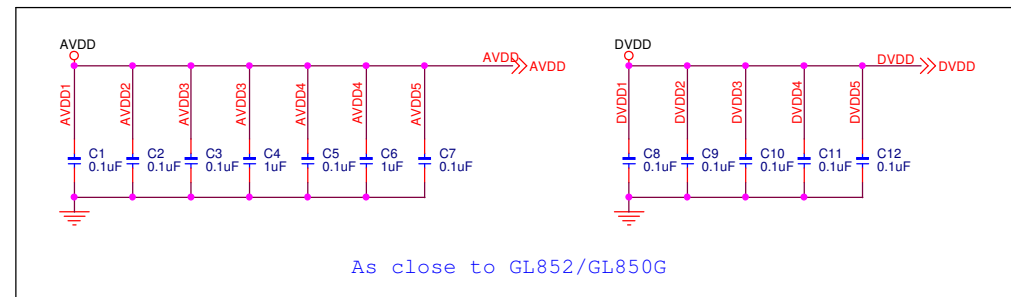 AVDD
AVDD
AVDD
AVDD1
AVDD2
AVDD3
AVDD3
AVDD4
AVDD4
AVDD5
C1
0.1uF
C2
0.1uF
C3
0.1uF
C4
1uF
C5
0.1uF
C6
1uF
C7
0.1uF
DVDD
DVDD
DVDD
DVDD1
DVDD2
DVDD3
DVDD4
DVDD5
C8
0.1uF
C9
0.1uF
C10
0.1uF
C11
0.1uF
C12
0.1uF
As close to GL852/GL850G